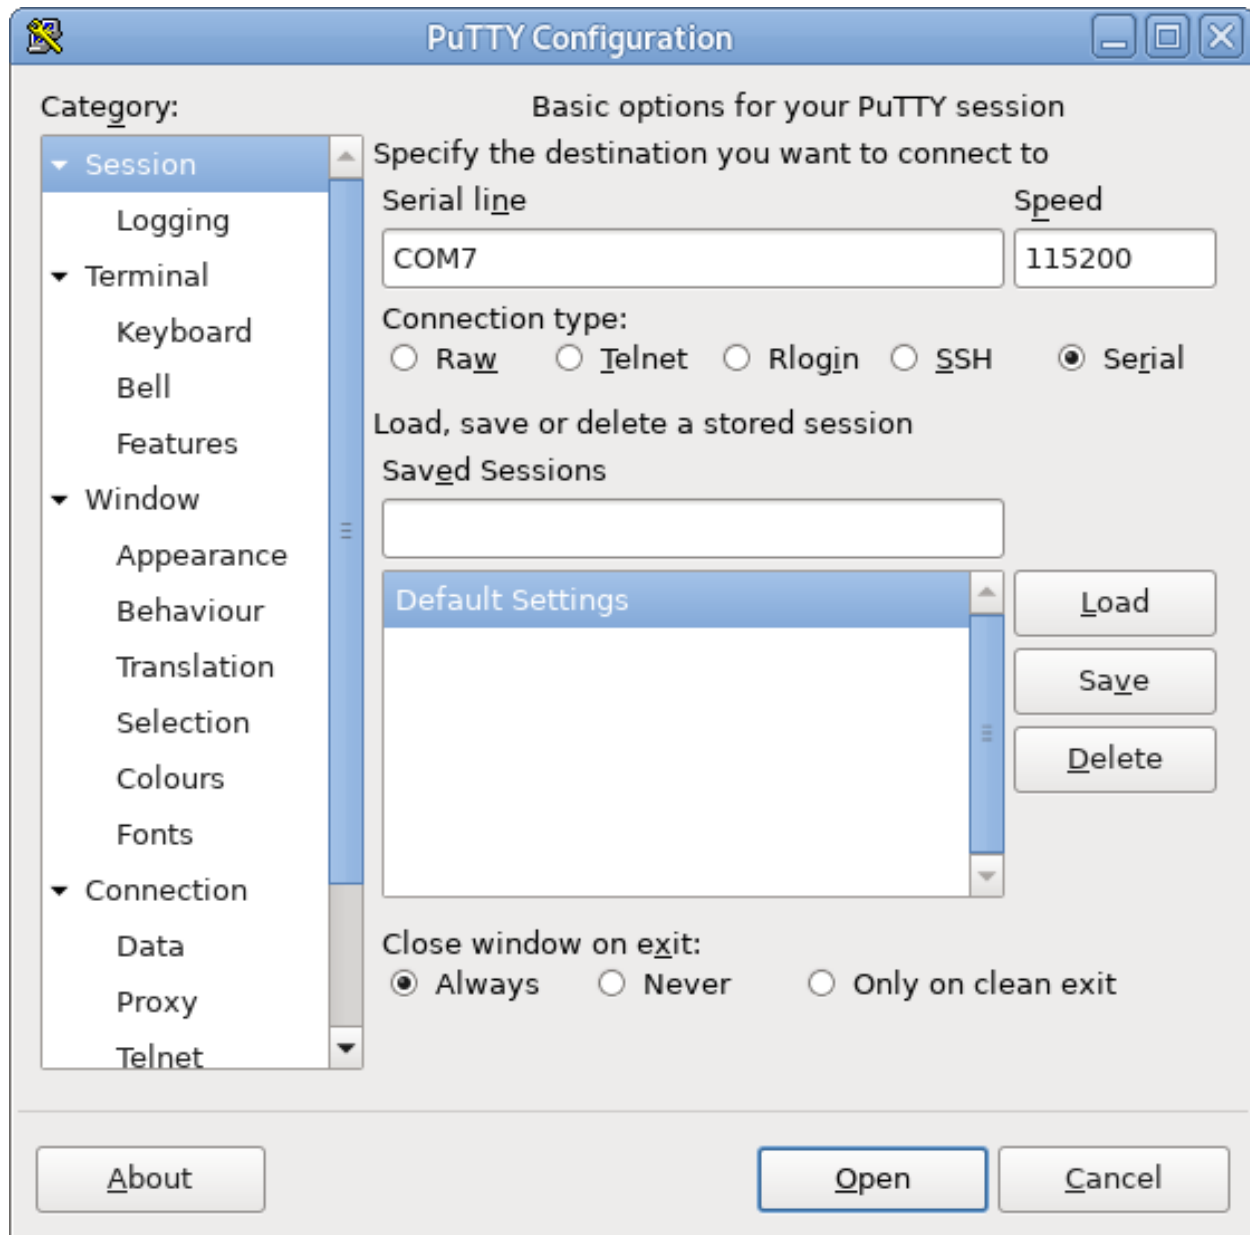 PuTTY Configuration
Category:
Session
Logging
Terminal
Keyboard
Bell
Features
Window
Appearance
Behaviour
Translation
Selection
Colours
Fonts
Connection
Data
Proxy
Telnet
Basic options for your PuTTY session
Specify the destination you want to connect to
Serial line Speed
COM7 115200
Connection type:
Raw Telnet Rlogin SSH Serial
Load, save or delete a stored session
Saved Sessions
Default Settings
Load
Save
Delete
Close window on exit:
Always Never Only on clean exit
About Open Cancel